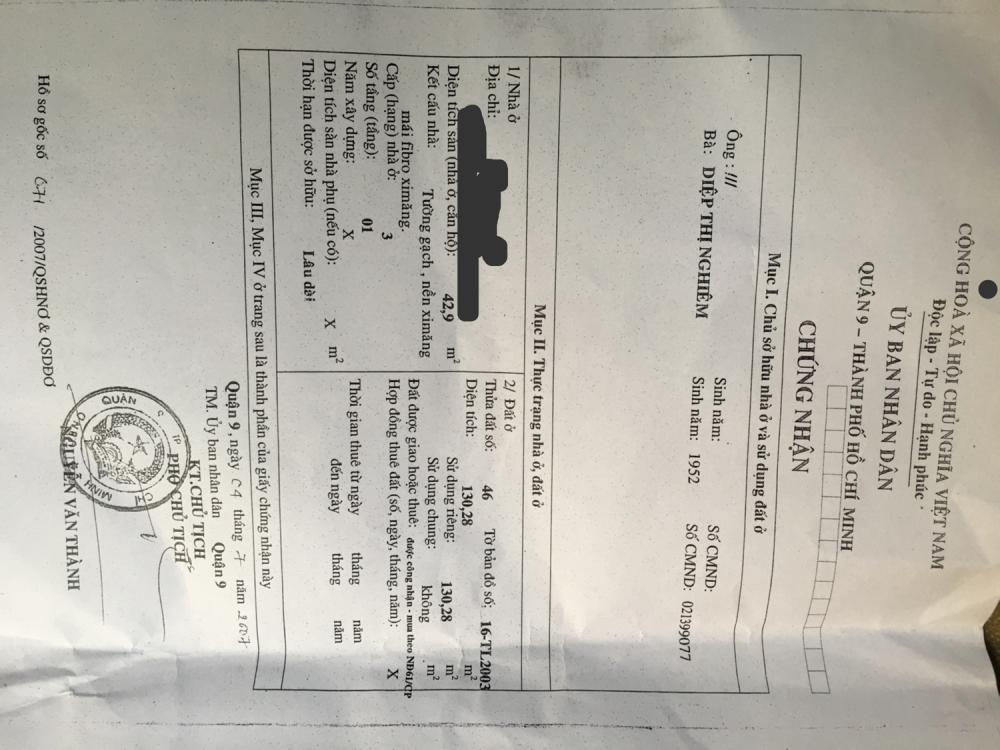 CỘNG HOÀ XÃ HỘI CHỦ NGHĨA VIỆT NAM
Độc lập - Tự do - Hạnh phúc
ỦY BAN NHÂN DÂN
QUẬN 9 – THÀNH PHỐ HỒ CHÍ MINH
CHỨNG NHẬN
Mục I. Chủ sở hữu nhà ở và sử dụng đất ở
Ông : /// Sinh năm: Số CMND:
Bà: DIỆP THỊ NGHIÊM Sinh năm: 1952 Số CMND: 021399077
Mục II. Thực trạng nhà ở, đất ở
1/ Nhà ở
Địa chỉ:
Diện tích sàn (nhà ở, căn hộ): 42,9 m²
Kết cấu nhà: Tường gạch , nền ximăng
mái fibro ximăng.
Cấp (hạng) nhà ở: 3
Số tầng (tầng): 01
Năm xây dựng: X
Diện tích sàn nhà phụ (nếu có): X m²
Thời hạn được sở hữu: Lâu dài
2/ Đất ở
Thửa đất số: 46 Tờ bản đồ số: 16-TL2003
Diện tích: 130,28 m²
Sử dụng riêng: 130,28 m²
Sử dụng chung: không m²
Đất được giao hoặc thuê: được công nhận - mua theo NĐ61/CP
Hợp đồng thuê đất (số, ngày, tháng, năm): X
Thời gian thuê từ ngày tháng năm
đến ngày tháng năm
Mục III, Mục IV ở trang sau là thành phần của giấy chứng nhận này
Quận 9 , ngày 04 tháng 7 năm 2007
TM. Ủy ban nhân dân Quận 9
KT.CHỦ TỊCH
PHÓ CHỦ TỊCH
NGUYỄN VĂN THÀNH
Hồ sơ gốc số 671 /2007/QSHNƠ & QSDĐƠ